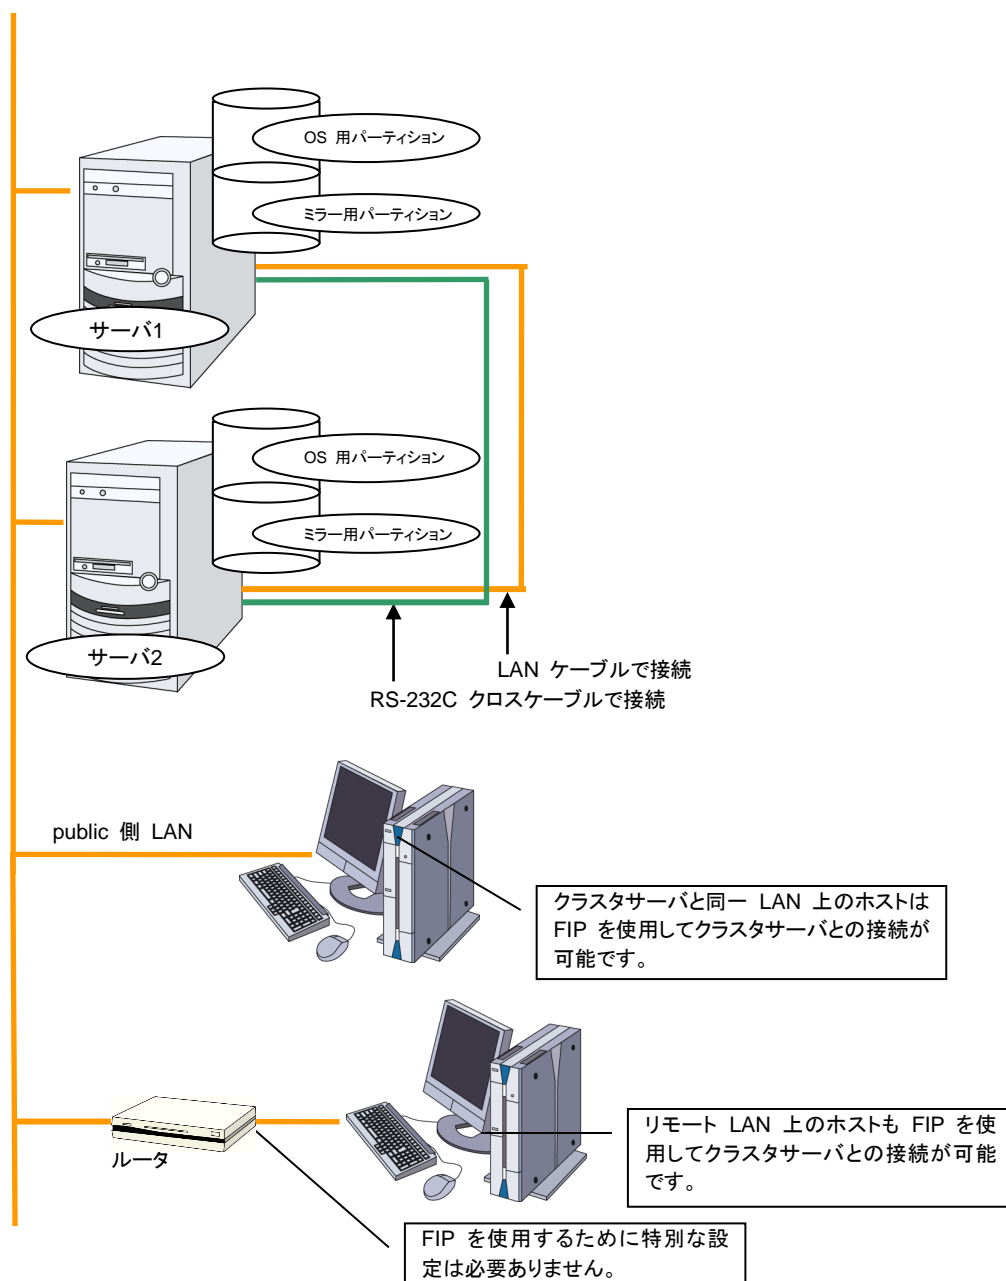 OS 用パーティション
ミラー用パーティション
サーバ1
OS 用パーティション
ミラー用パーティション
サーバ2
LAN ケーブルで接続
RS-232C クロスケーブルで接続
public 側 LAN
クラスタサーバと同一 LAN 上のホストは
FIP を使用してクラスタサーバとの接続が
可能です。
リモート LAN 上のホストも FIP を使
用してクラスタサーバとの接続が可能
です。
ルータ
FIP を使用するために特別な設
定は必要ありません。